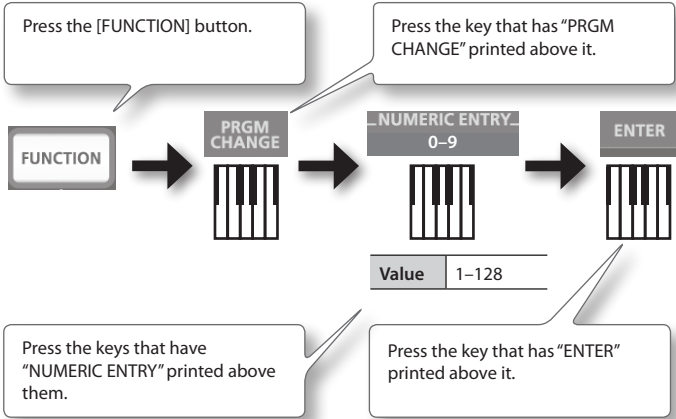 Press the [FUNCTION] button.
Press the key that has “PRGM
CHANGE” printed above it.
FUNCTION
PRGM
CHANGE
NUMERIC ENTRY
0–9
ENTER
Value 1–128
Press the keys that have
“NUMERIC ENTRY” printed above
them.
Press the key that has “ENTER”
printed above it.